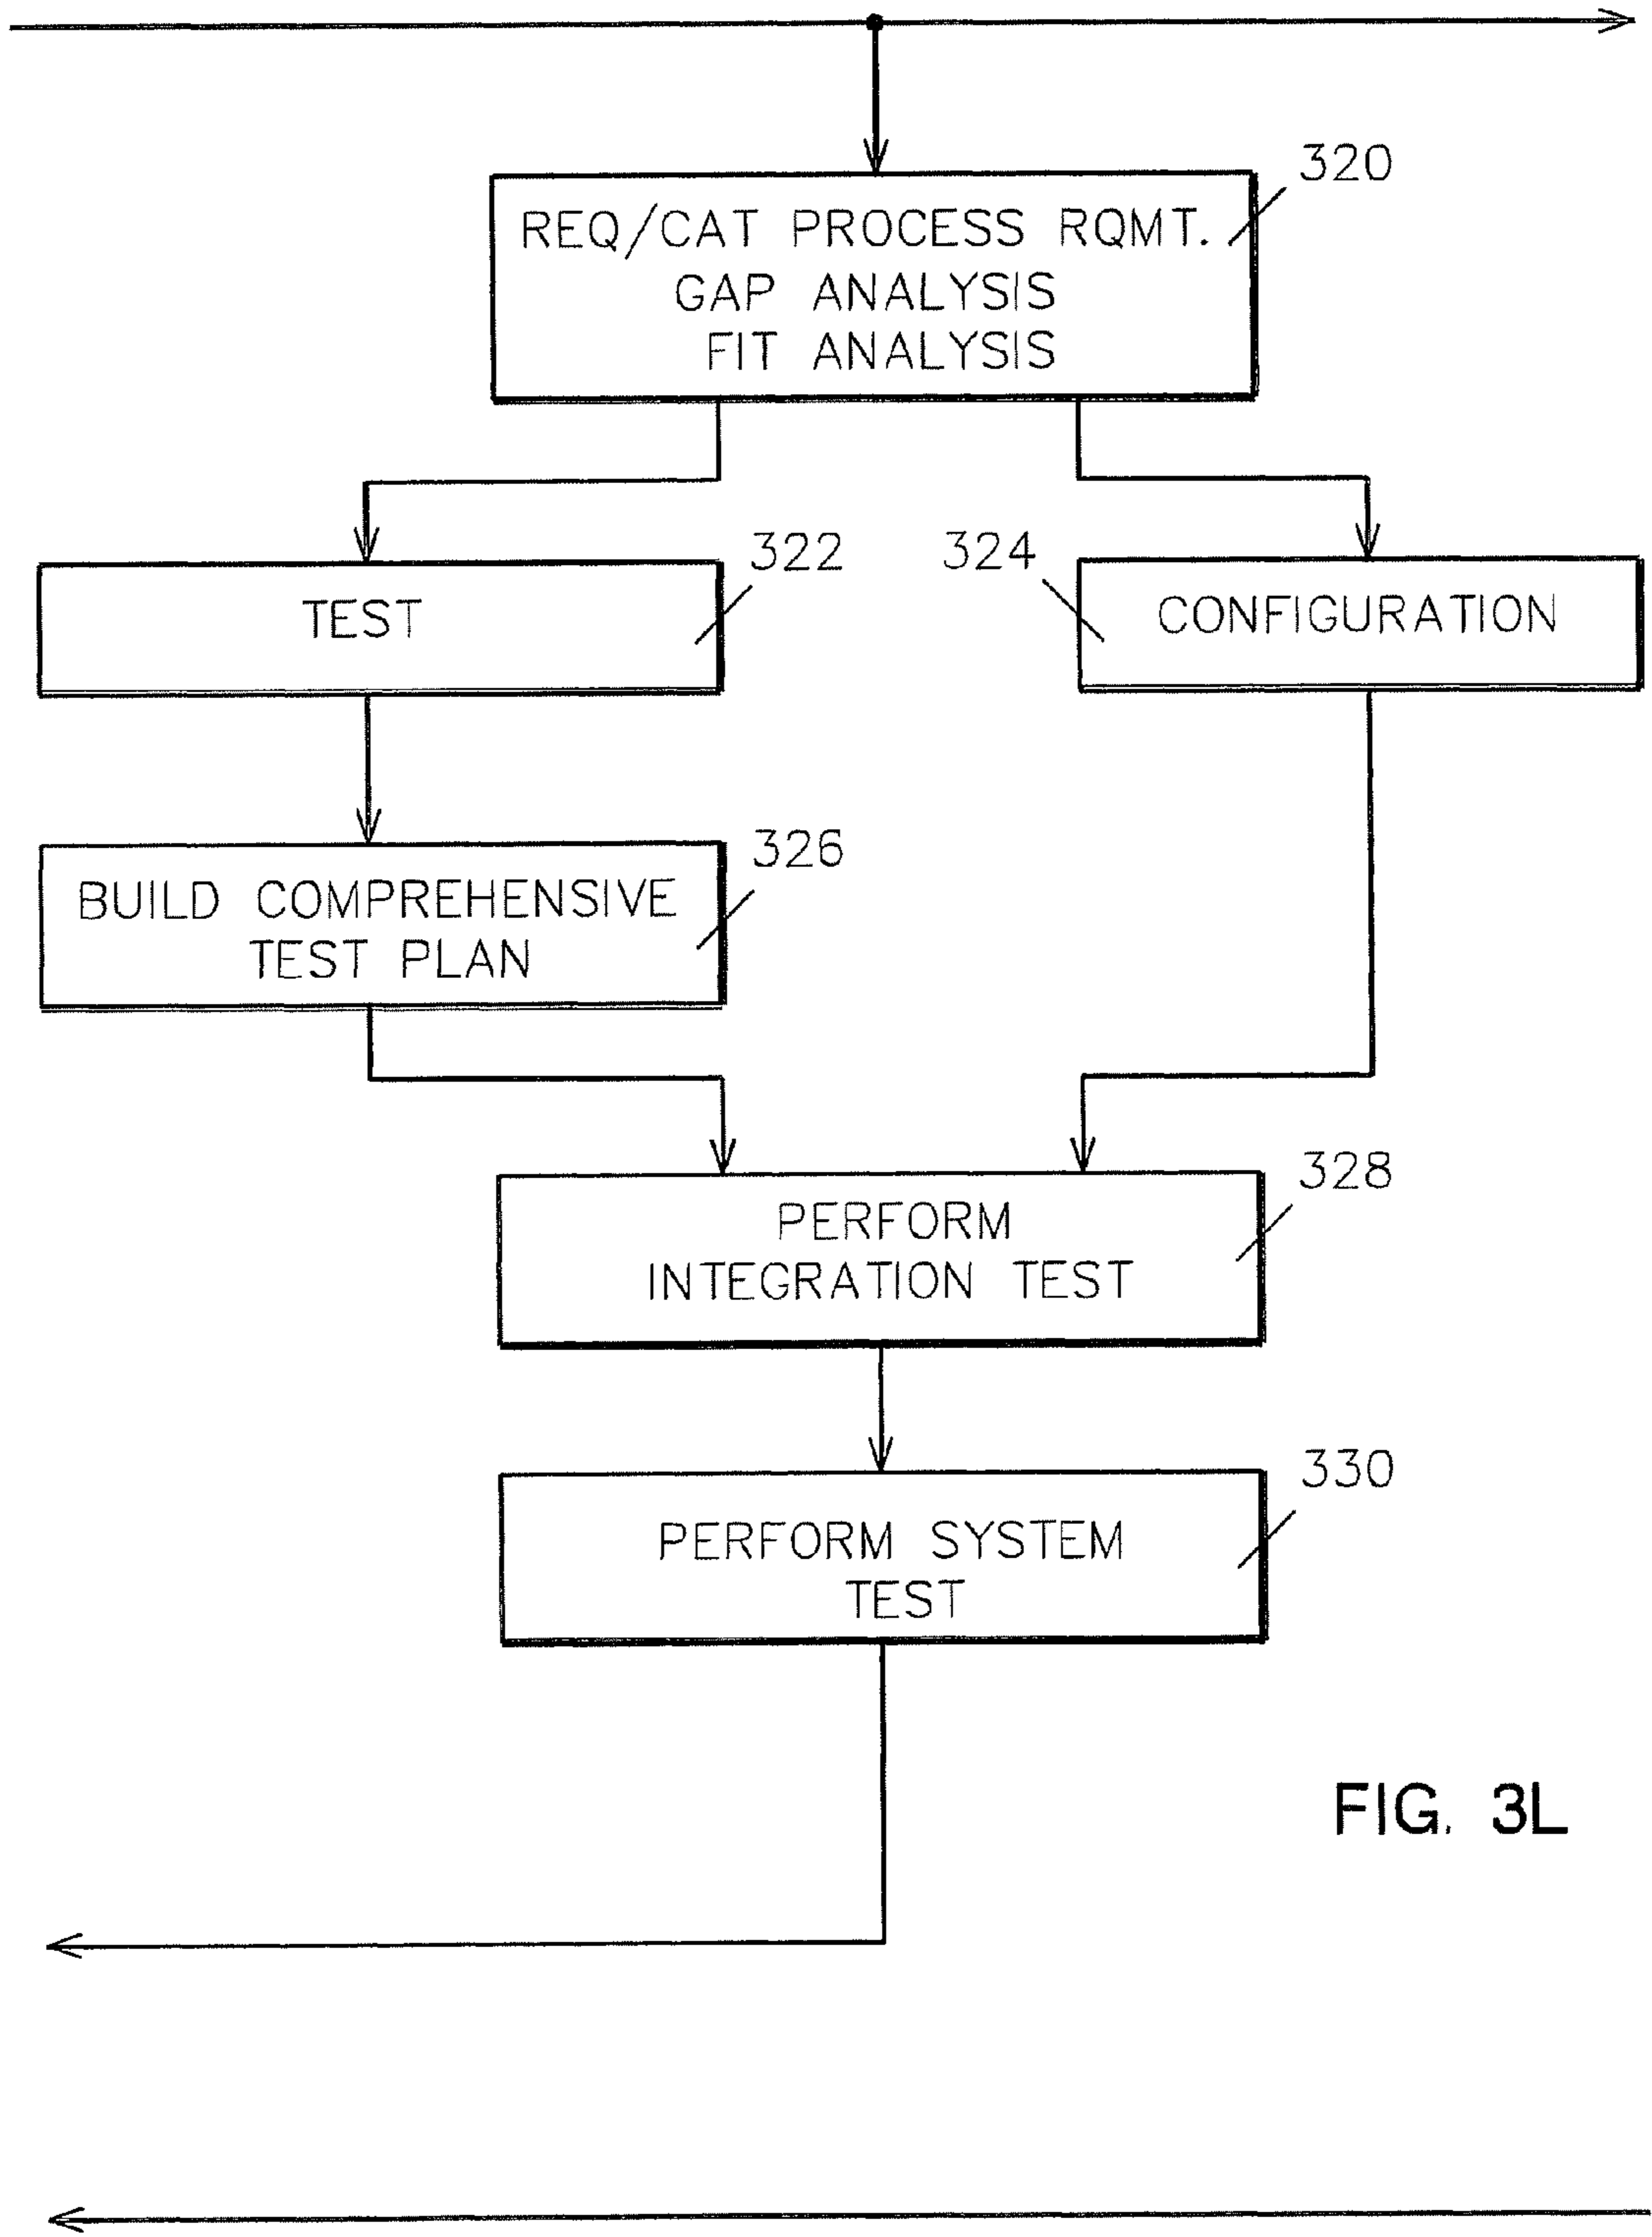 320
REQ/CAT PROCESS RQMT.
GAP ANALYSIS
FIT ANALYSIS
322
324
TEST
CONFIGURATION
326
BUILD COMPREHENSIVE
TEST PLAN
328
PERFORM
INTEGRATION TEST
330
PERFORM SYSTEM
TEST
FIG. 3L